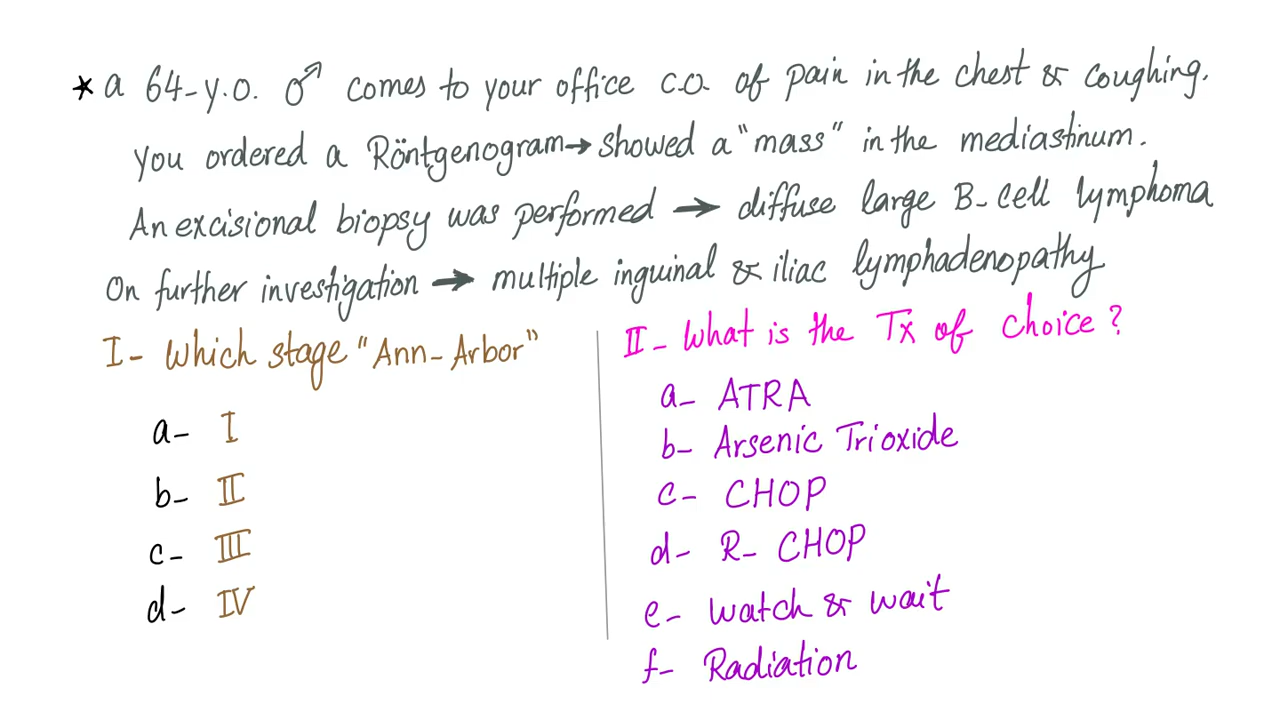 * a 64-y.o. ♂ comes to your office c.o. of pain in the chest & coughing.
You ordered a Röntgenogram → showed a "mass" in the mediastinum.
An excisional biopsy was performed → diffuse large B-cell lymphoma
On further investigation → multiple inguinal & iliac lymphadenopathy
I- Which stage "Ann-Arbor"
a- I
b- II
c- III
d- IV
II- What is the Tx of choice?
a- ATRA
b- Arsenic Trioxide
c- CHOP
d- R-CHOP
e- watch & wait
f- Radiation